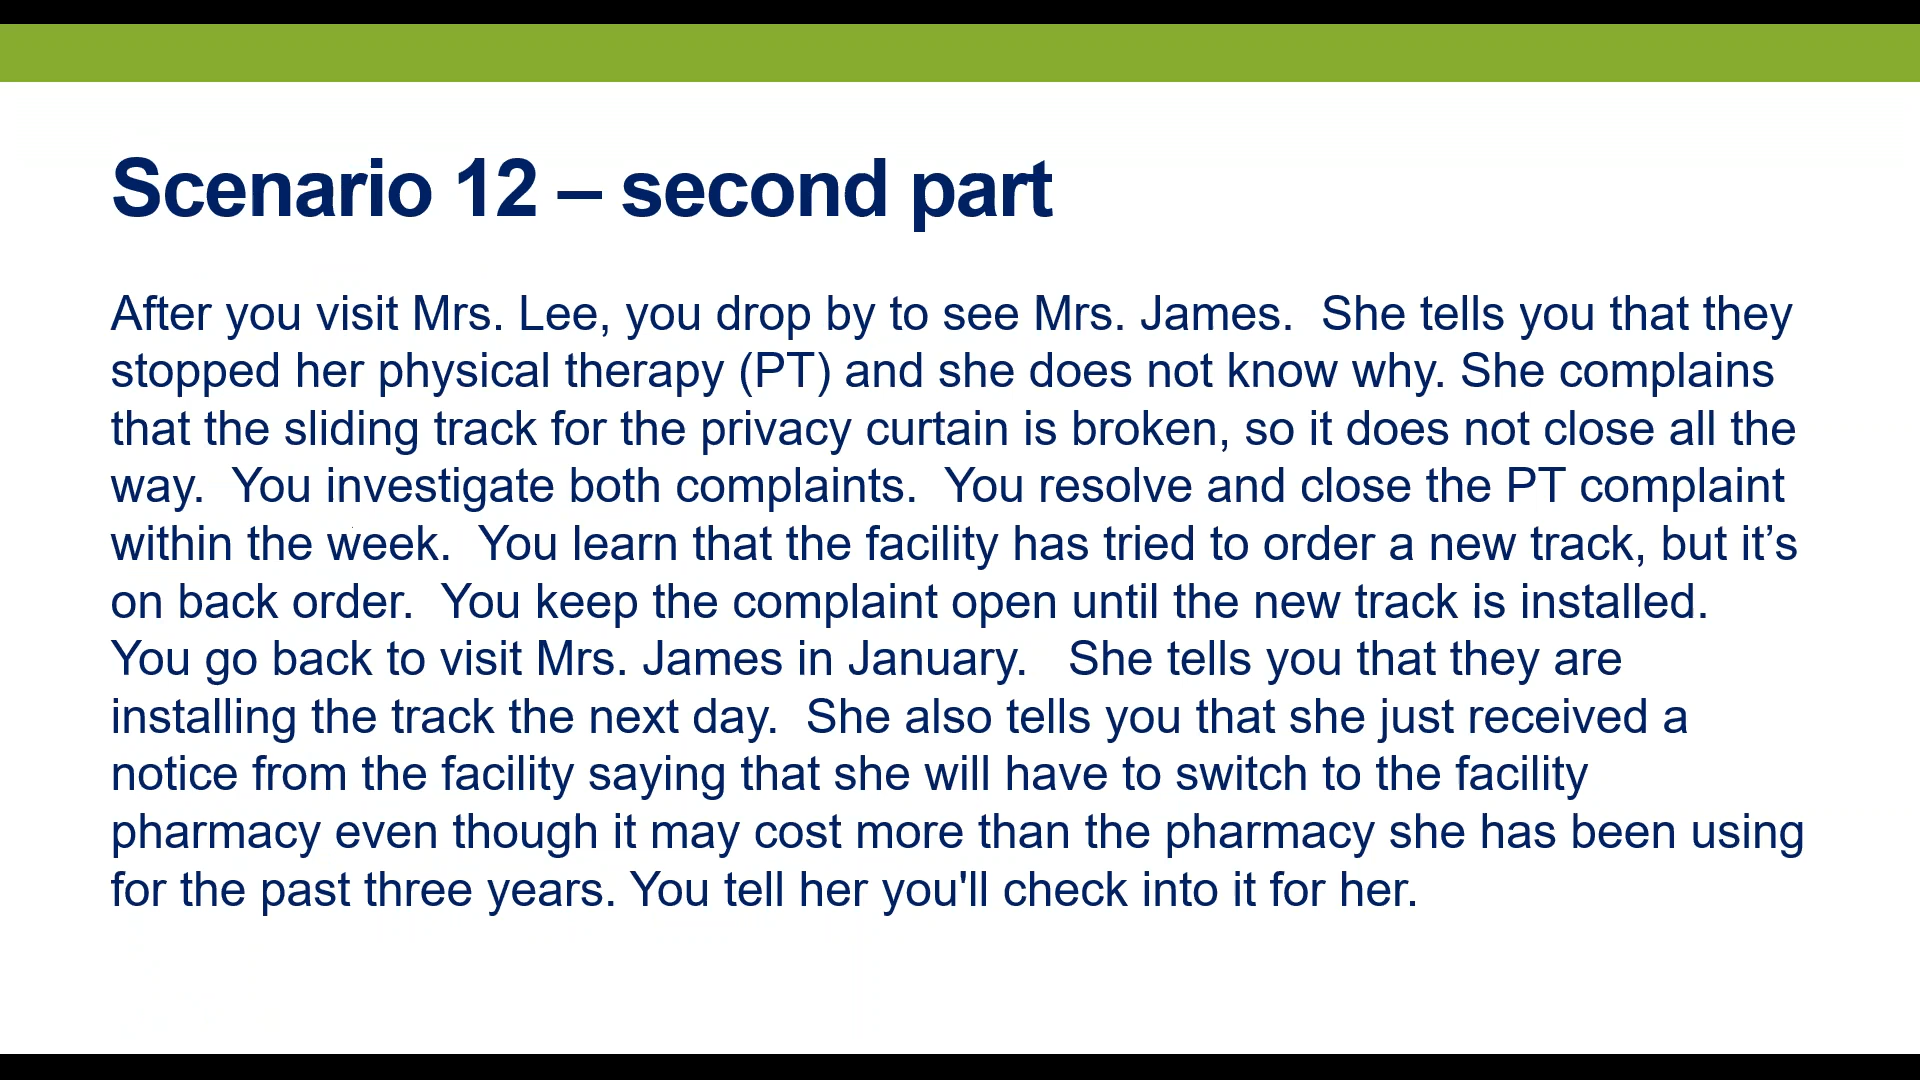 Scenario 12 – second part
After you visit Mrs. Lee, you drop by to see Mrs. James.  She tells you that they
stopped her physical therapy (PT) and she does not know why. She complains
that the sliding track for the privacy curtain is broken, so it does not close all the
way.  You investigate both complaints.  You resolve and close the PT complaint
within the week.  You learn that the facility has tried to order a new track, but it’s
on back order.  You keep the complaint open until the new track is installed.
You go back to visit Mrs. James in January.   She tells you that they are
installing the track the next day.  She also tells you that she just received a
notice from the facility saying that she will have to switch to the facility
pharmacy even though it may cost more than the pharmacy she has been using
for the past three years. You tell her you'll check into it for her.